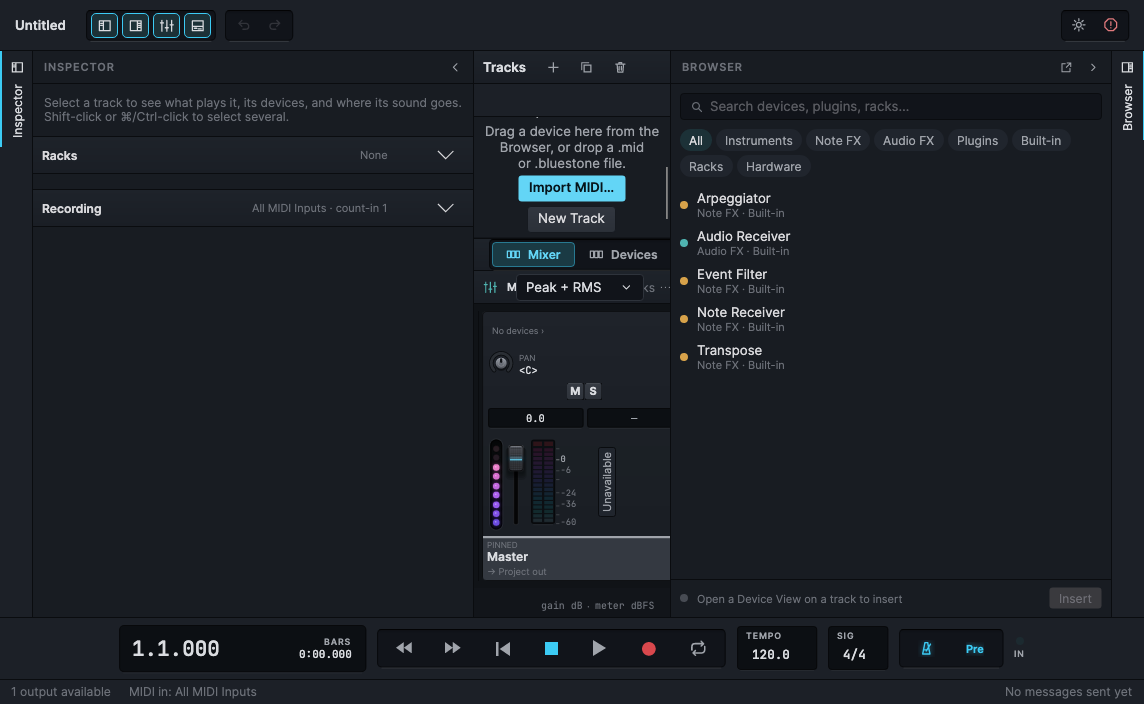 Untitled
Inspector
INSPECTOR
Select a track to see what plays it, its devices, and where its sound goes.
Shift-click or ⌘/Ctrl-click to select several.
Racks
None
Recording
All MIDI Inputs · count-in 1
Tracks
Drag a device here from the
Browser, or drop a .mid
or .bluestone file.
Import MIDI...
New Track
Mixer
Devices
M
Peak + RMS
ks ...
No devices ›
PAN
<C>
M S
0.0
–
-0
-6
-24
-36
-60
Unavailable
PINNED
Master
→ Project out
gain dB · meter dBFS
BROWSER
Search devices, plugins, racks...
All
Instruments
Note FX
Audio FX
Plugins
Built-in
Racks
Hardware
Arpeggiator
Note FX · Built-in
Audio Receiver
Audio FX · Built-in
Event Filter
Note FX · Built-in
Note Receiver
Note FX · Built-in
Transpose
Note FX · Built-in
Open a Device View on a track to insert
Insert
Browser
1.1.000
BARS
0:00.000
TEMPO
120.0
SIG
4/4
Pre
IN
1 output available
MIDI in: All MIDI Inputs
No messages sent yet